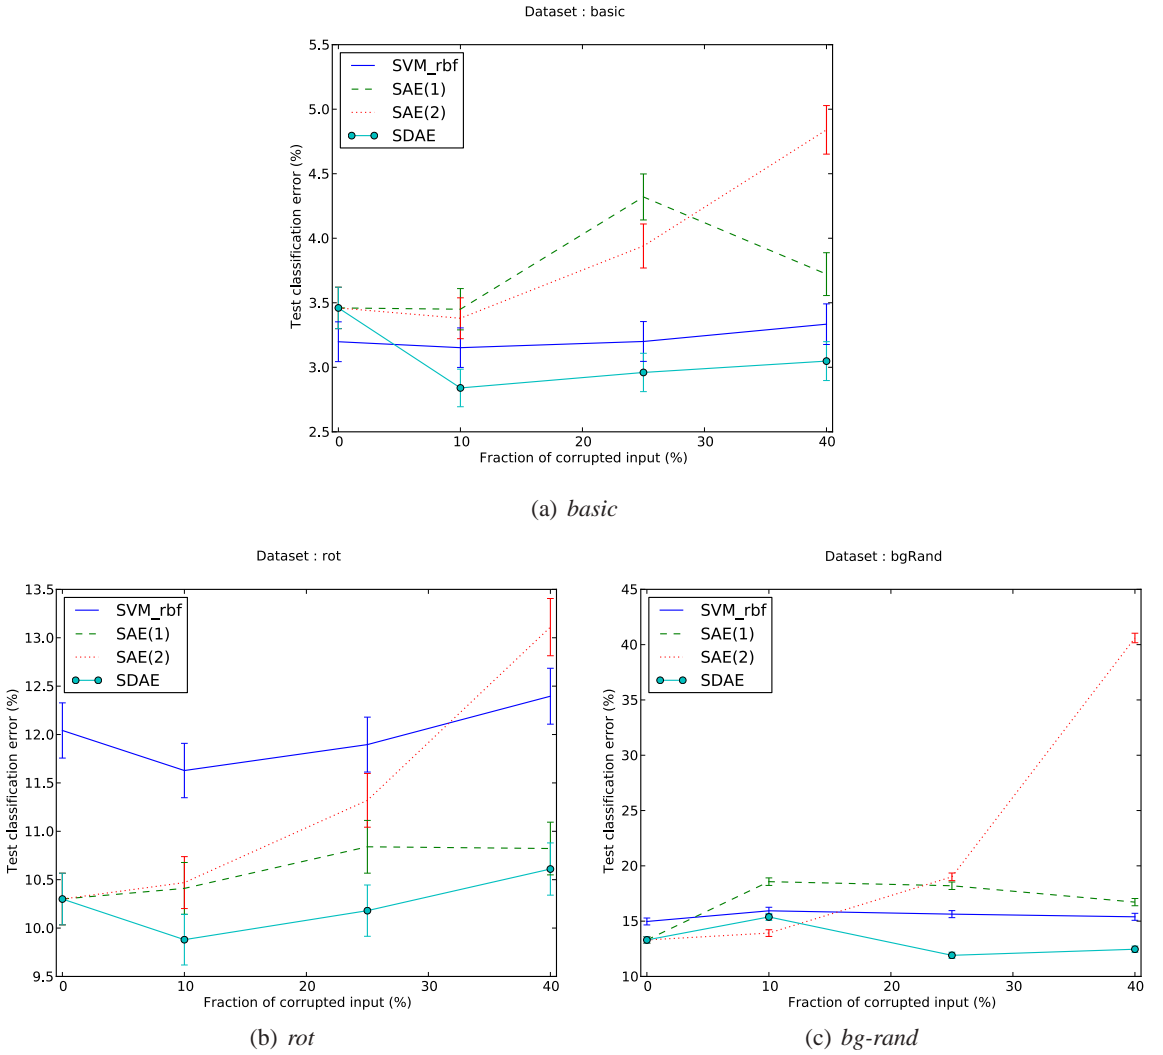 Dataset : basic
5.5
5.0
4.5
4.0
3.5
3.0
2.5
Test classification error (%)
SVM_rbf
SAE(1)
SAE(2)
SDAE
0 10 20 30 40
Fraction of corrupted input (%)
(a) basic
Dataset : rot
13.5
13.0
12.5
12.0
11.5
11.0
10.5
10.0
9.5
Test classification error (%)
SVM_rbf
SAE(1)
SAE(2)
SDAE
0 10 20 30 40
Fraction of corrupted input (%)
(b) rot
Dataset : bgRand
45
40
35
30
25
20
15
10
Test classification error (%)
SVM_rbf
SAE(1)
SAE(2)
SDAE
0 10 20 30 40
Fraction of corrupted input (%)
(c) bg-rand